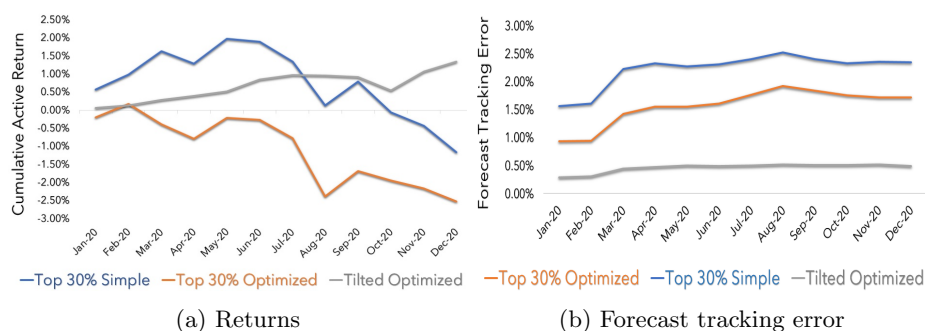 Cumulative Active Return
2.50%
2.00%
1.50%
1.00%
0.50%
0.00%
-0.50%
-1.00%
-1.50%
-2.00%
-2.50%
-3.00%
Jan-20 Feb-20 Mar-20 Apr-20 May-20 Jun-20 Jul-20 Aug-20 Sep-20 Oct-20 Nov-20 Dec-20
Top 30% Simple Top 30% Optimized Tilted Optimized
(a) Returns
Forecast Tracking Error
3.00%
2.50%
2.00%
1.50%
1.00%
0.50%
0.00%
Jan-20 Feb-20 Mar-20 Apr-20 May-20 Jun-20 Jul-20 Aug-20 Sep-20 Oct-20 Nov-20 Dec-20
Top 30% Optimized Top 30% Simple Tilted Optimized
(b) Forecast tracking error